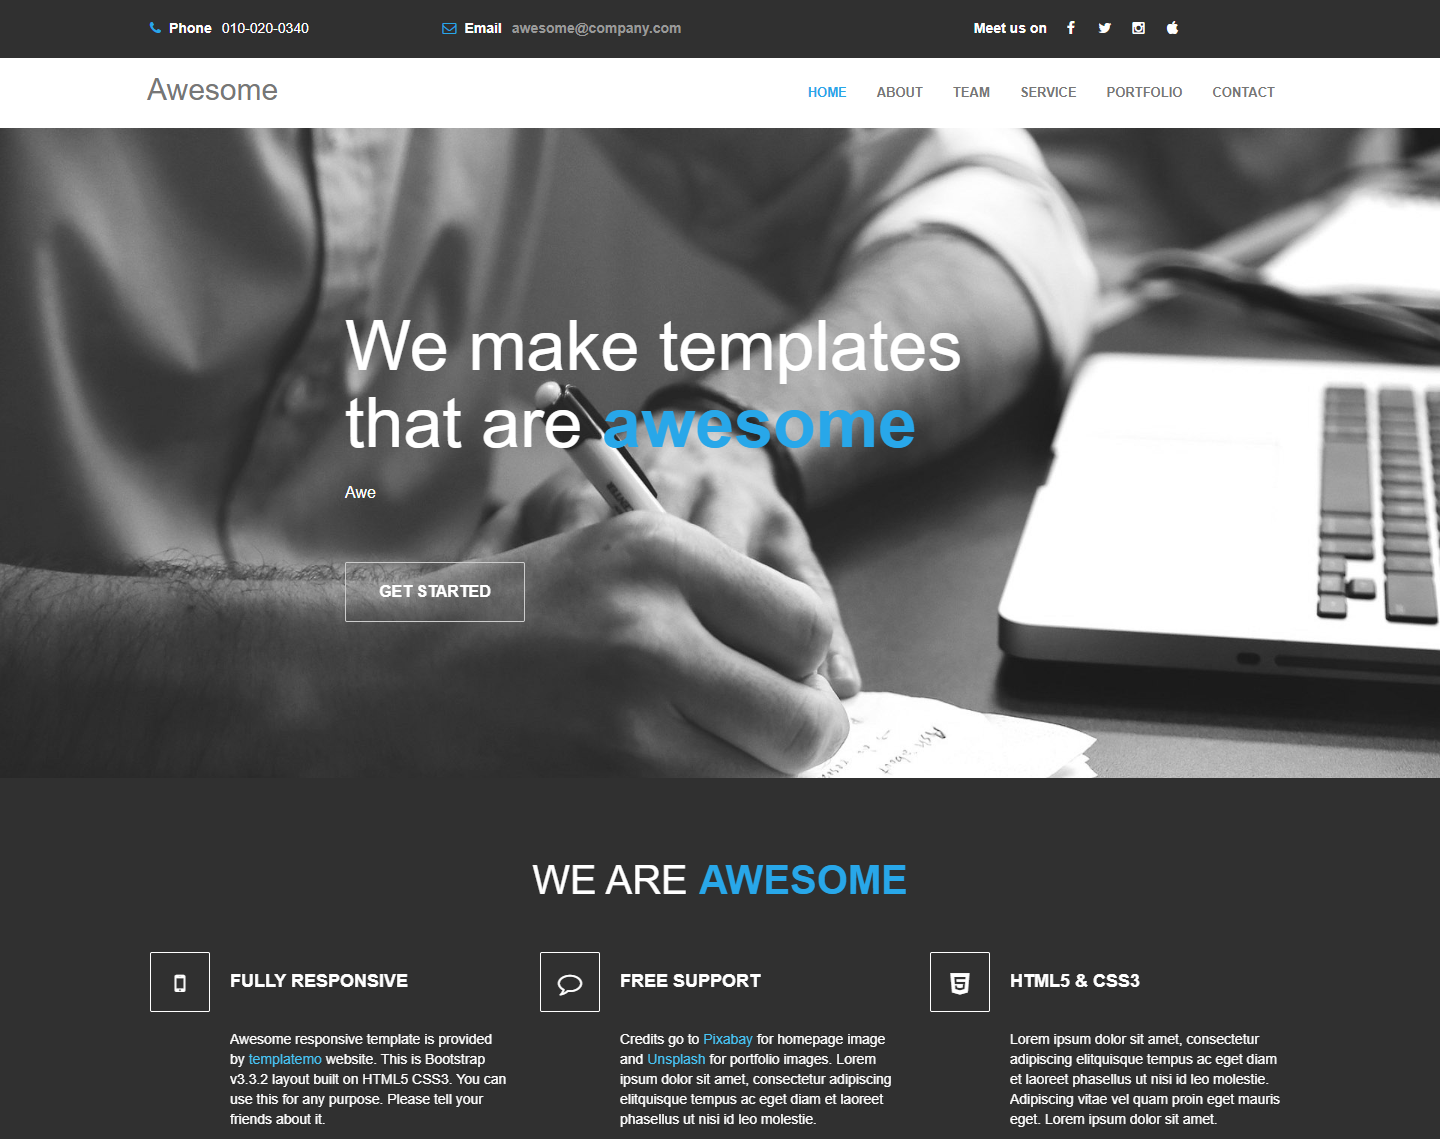 Phone 010-020-0340
Email awesome@company.com
Meet us on
Awesome
HOME ABOUT TEAM SERVICE PORTFOLIO CONTACT
We make templates
that are awesome
Awe
GET STARTED
WE ARE AWESOME
FULLY RESPONSIVE
Awesome responsive template is provided
by templatemo website. This is Bootstrap
v3.3.2 layout built on HTML5 CSS3. You can
use this for any purpose. Please tell your
friends about it.
FREE SUPPORT
Credits go to Pixabay for homepage image
and Unsplash for portfolio images. Lorem
ipsum dolor sit amet, consectetur adipiscing
elitquisque tempus ac eget diam et laoreet
phasellus ut nisi id leo molestie.
HTML5 & CSS3
Lorem ipsum dolor sit amet, consectetur
adipiscing elitquisque tempus ac eget diam
et laoreet phasellus ut nisi id leo molestie.
Adipiscing vitae vel quam proin eget mauris
eget. Lorem ipsum dolor sit amet.